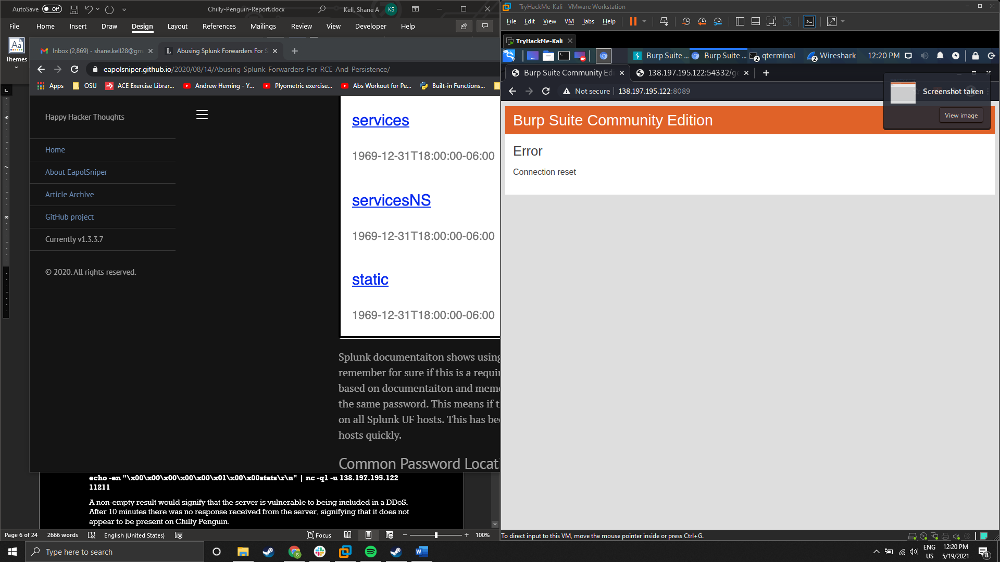 AutoSave Off
Chilly-Penguin-Report.docx
Kell, Shane A KS
File Home Insert Draw Design Layout References Mailings Review View Developer Help
Aa
Themes
Inbox (2,869) - shane.kell28@gm
Abusing Splunk Forwarders For S
eapolsniper.github.io/2020/08/14/Abusing-Splunk-Forwarders-For-RCE-And-Persistence/
Apps OSU ACE Exercise Librar... Andrew Heming - Y... Plyometric exercise... Abs Workout for Pe... Built-in Functions...
6
7
8
Happy Hacker Thoughts
Home
About EapolSniper
Article Archive
GitHub project
Currently v1.3.3.7
© 2020. All rights reserved.
services
1969-12-31T18:00:00-06:00
servicesNS
1969-12-31T18:00:00-06:00
static
1969-12-31T18:00:00-06:00
Splunk documentaiton shows using
remember for sure if this is a requir
based on documentaiton and mem
the same password. This means if t
on all Splunk UF hosts. This has be
hosts quickly.
Common Password Locat
echo -en "\x00\x00\x00\x00\x00\x01\x00\x00stats\r\n" | nc -q1 -u 138.197.195.122
11211
A non-empty result would signify that the server is vulnerable to being included in a DDoS.
After 10 minutes there was no response received from the server, signifying that it does not
appear to be present on Chilly Penguin.
Page 6 of 24 2666 words English (United States) Focus 100%
TryHackMe-Kali - VMware Workstation
File Edit View VM Tabs Help
TryHackMe-Kali
Burp Suite ... Burp Suite ... 2 qterminal 2 Wireshark 12:20 PM
Burp Suite Community Ed
138.197.195.122:54332/ge
Not secure 138.197.195.122:8089
Screenshot taken
View image
Burp Suite Community Edition
Error
Connection reset
To direct input to this VM, move the mouse pointer inside or press Ctrl+G.
Type here to search
ENG
US
12:20 PM
5/19/2021
8